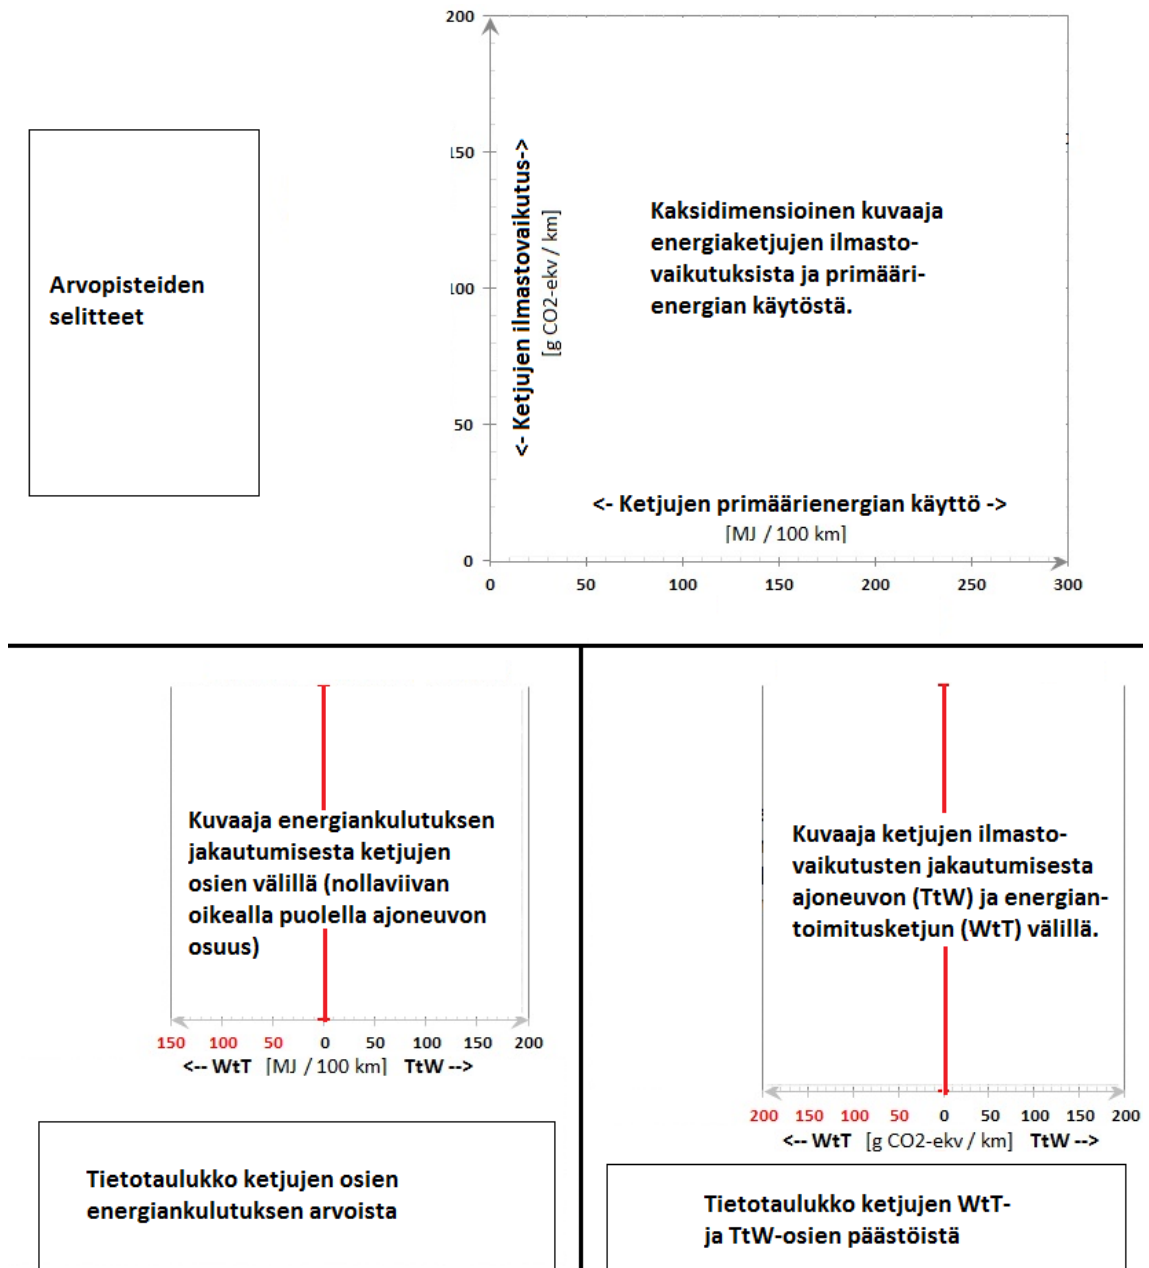 200
150
100
50
0
<- Ketjujen ilmastovaikutus->
[g CO2-ekv / km]
Arvopisteiden
selitteet
Kaksidimensioinen kuvaaja
energiaketjujen ilmasto-
vaikutuksista ja primääri-
energian käytöstä.
<- Ketjujen primäärienergian käyttö ->
[MJ / 100 km]
0 50 100 150 200 250 300
Kuvaaja energiankulutuksen
jakautumisesta ketjujen
osien välillä (nollaviivan
oikealla puolella ajoneuvon
osuus)
150 100 50 0 50 100 150 200
<-- WtT [MJ / 100 km] TtW -->
Tietotaulukko ketjujen osien
energiankulutuksen arvoista
Kuvaaja ketjujen ilmasto-
vaikutusten jakautumisesta
ajoneuvon (TtW) ja energian-
toimitusketjun (WtT) välillä.
200 150 100 50 0 50 100 150 200
<-- WtT [g CO2-ekv / km] TtW -->
Tietotaulukko ketjujen WtT-
ja TtW-osien päästöistä